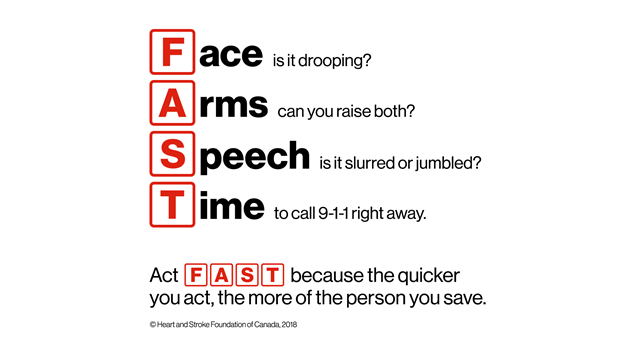 Face is it drooping?
Arms can you raise both?
Speech is it slurred or jumbled?
Time to call 9-1-1 right away.
Act FAST because the quicker
you act, the more of the person you save.
© Heart and Stroke Foundation of Canada, 2018